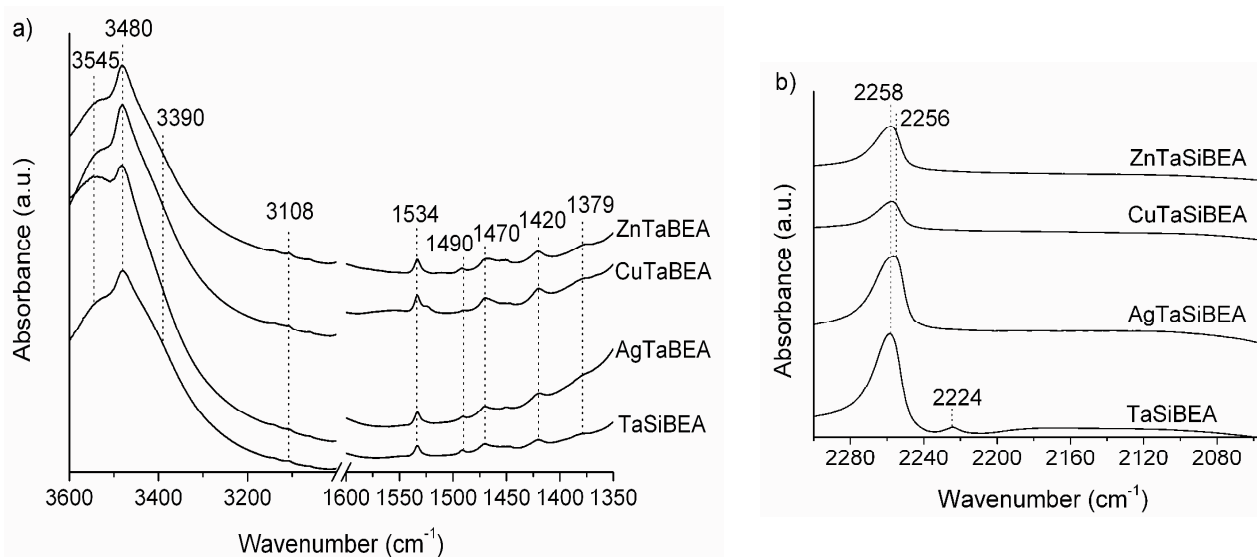 a)
3480
3545
3390
3108
1534
1490
1470
1420
1379
ZnTaBEA
CuTaBEA
AgTaBEA
TaSiBEA
Absorbance (a.u.)
3600 3400 3200 1600 1550 1500 1450 1400 1350
Wavenumber (cm⁻¹)
b)
2258
2256
ZnTaSiBEA
CuTaSiBEA
AgTaSiBEA
2224
TaSiBEA
Absorbance (a.u.)
2280 2240 2200 2160 2120 2080
Wavenumber (cm⁻¹)